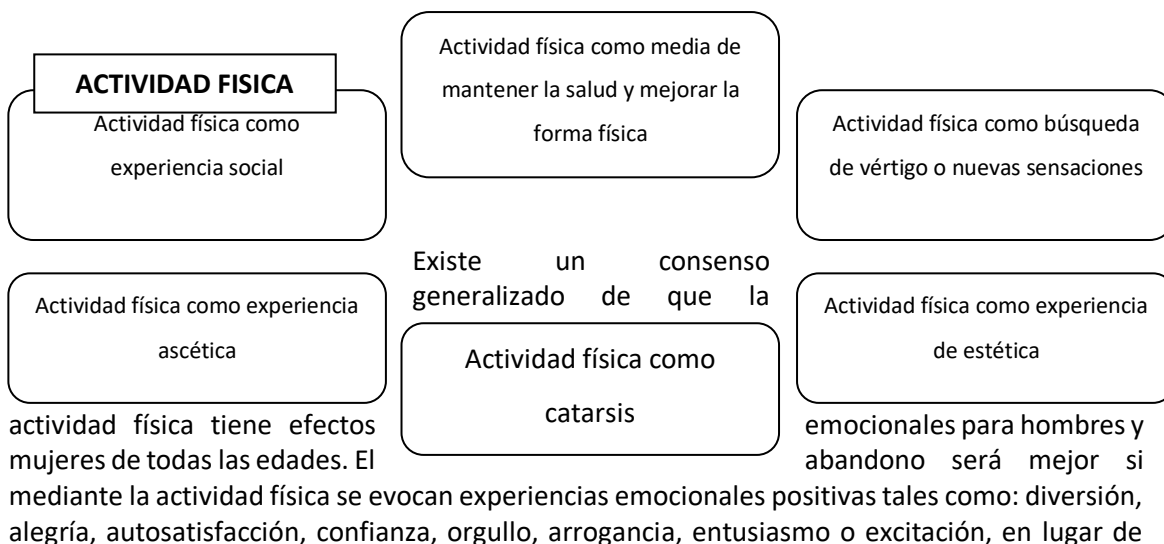 ACTIVIDAD FISICA
Actividad física como
experiencia social
Actividad física como media de
mantener la salud y mejorar la
forma física
Actividad física como búsqueda
de vértigo o nuevas sensaciones
Actividad física como experiencia
ascética
Existe un consenso
generalizado de que la
Actividad física como
catarsis
Actividad física como experiencia
de estética
actividad física tiene efectos emocionales para hombres y
mujeres de todas las edades. El abandono será mejor si
mediante la actividad física se evocan experiencias emocionales positivas tales como: diversión,
alegría, autosatisfacción, confianza, orgullo, arrogancia, entusiasmo o excitación, en lugar de